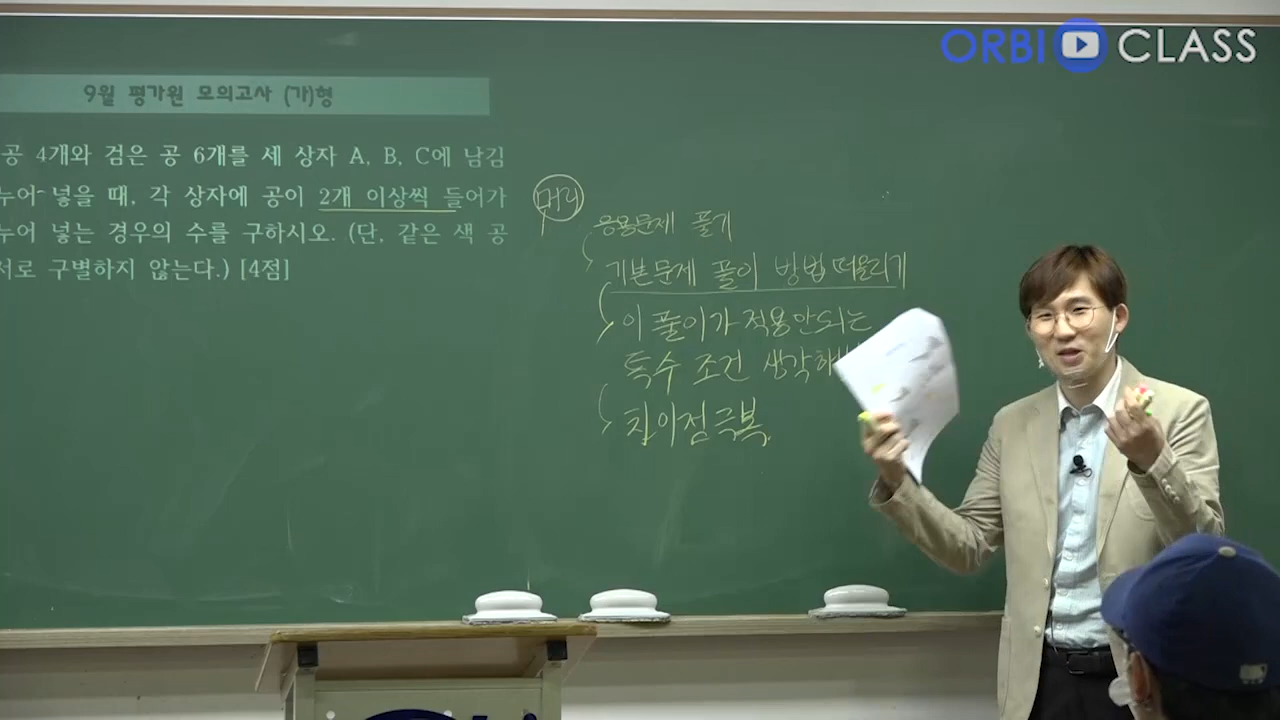 ORBI CLASS
9월 평가원 모의고사 (가)형
공 4개와 검은 공 6개를 세 상자 A, B, C에 남김
누어 넣을 때, 각 상자에 공이 2개 이상씩 들어가
누어 넣는 경우의 수를 구하시오. (단, 같은 색 공
서로 구별하지 않는다.) [4점]
응용문제 풀기
기본문제 풀이 방법 떠올리기
이 풀이가 적용안되는
특수 조건 생각하
차이점 극복